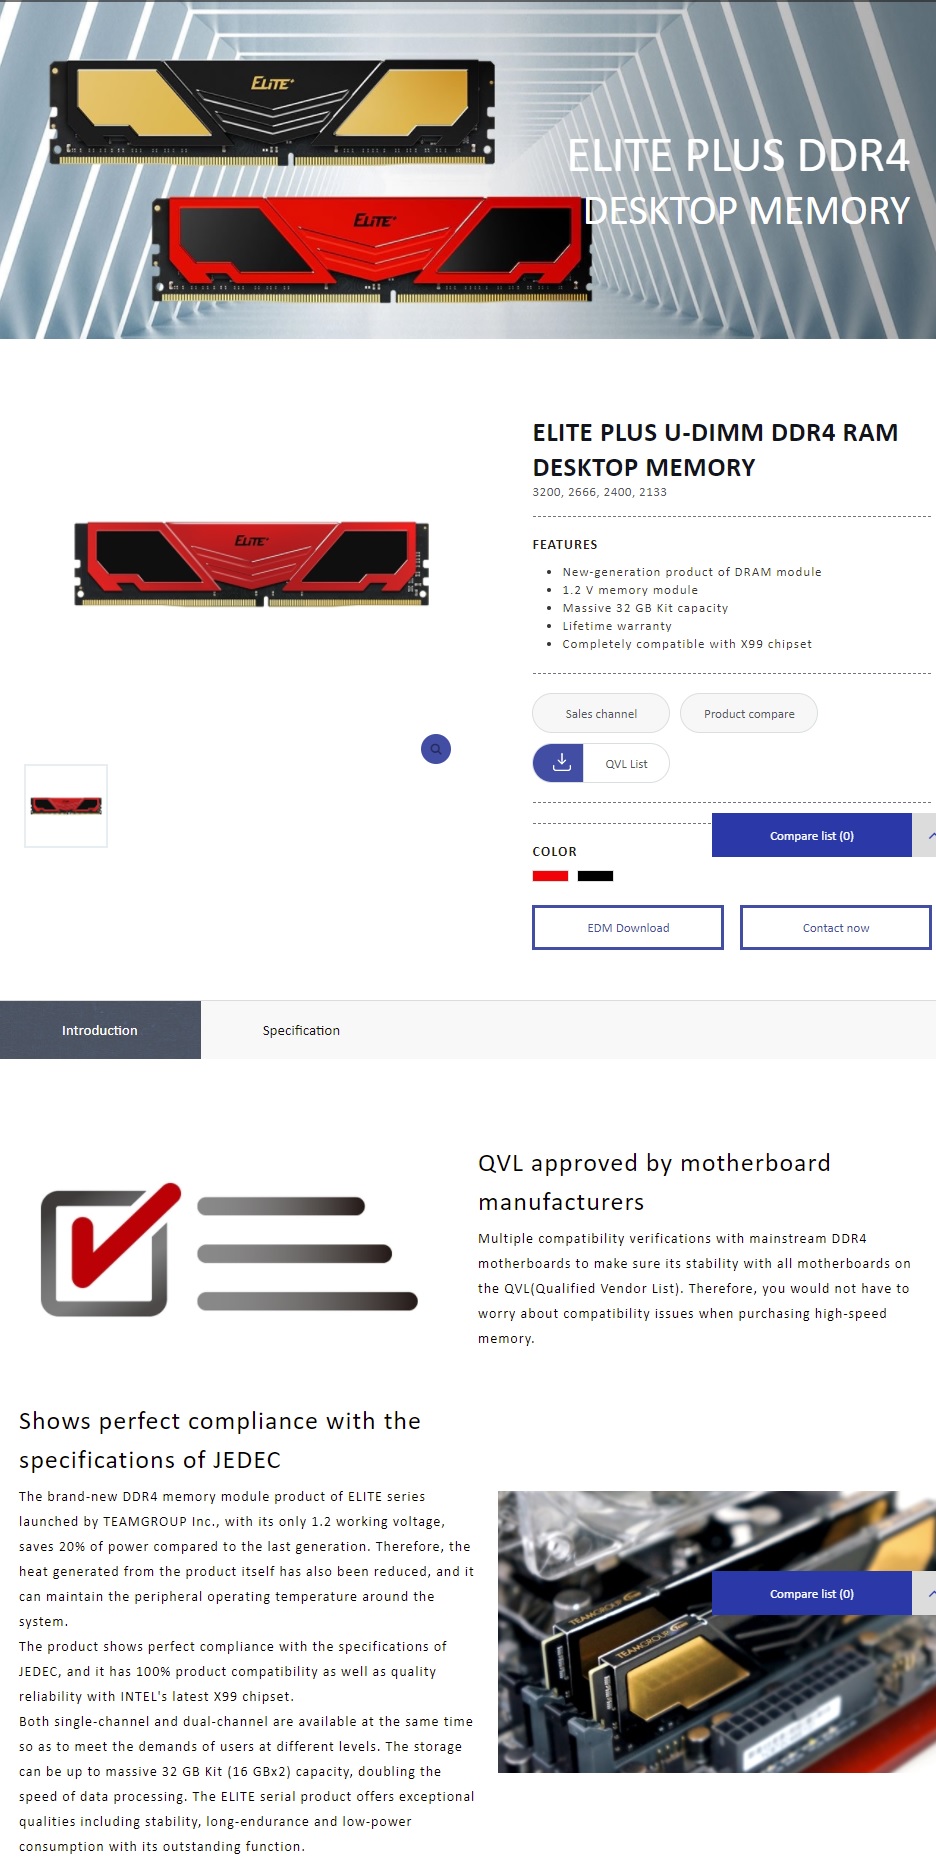 ELITE+
ELITE PLUS DDR4
DESKTOP MEMORY
ELITE+
ELITE PLUS U-DIMM DDR4 RAM
DESKTOP MEMORY
3200, 2666, 2400, 2133
FEATURES
New-generation product of DRAM module
1.2 V memory module
Massive 32 GB Kit capacity
Lifetime warranty
Completely compatible with X99 chipset
ELITE+
Sales channel
Product compare
QVL List
Compare list (0)
COLOR
EDM Download
Contact now
Introduction
Specification
QVL approved by motherboard
manufacturers
Multiple compatibility verifications with mainstream DDR4
motherboards to make sure its stability with all motherboards on
the QVL(Qualified Vendor List). Therefore, you would not have to
worry about compatibility issues when purchasing high-speed
memory.
Shows perfect compliance with the
specifications of JEDEC
The brand-new DDR4 memory module product of ELITE series
launched by TEAMGROUP Inc., with its only 1.2 working voltage,
saves 20% of power compared to the last generation. Therefore, the
heat generated from the product itself has also been reduced, and it
can maintain the peripheral operating temperature around the
system.
The product shows perfect compliance with the specifications of
JEDEC, and it has 100% product compatibility as well as quality
reliability with INTEL's latest X99 chipset.
Both single-channel and dual-channel are available at the same time
so as to meet the demands of users at different levels. The storage
can be up to massive 32 GB Kit (16 GBx2) capacity, doubling the
speed of data processing. The ELITE serial product offers exceptional
qualities including stability, long-endurance and low-power
consumption with its outstanding function.
Compare list (0)
TEAMGROUP
TEAMGROUP